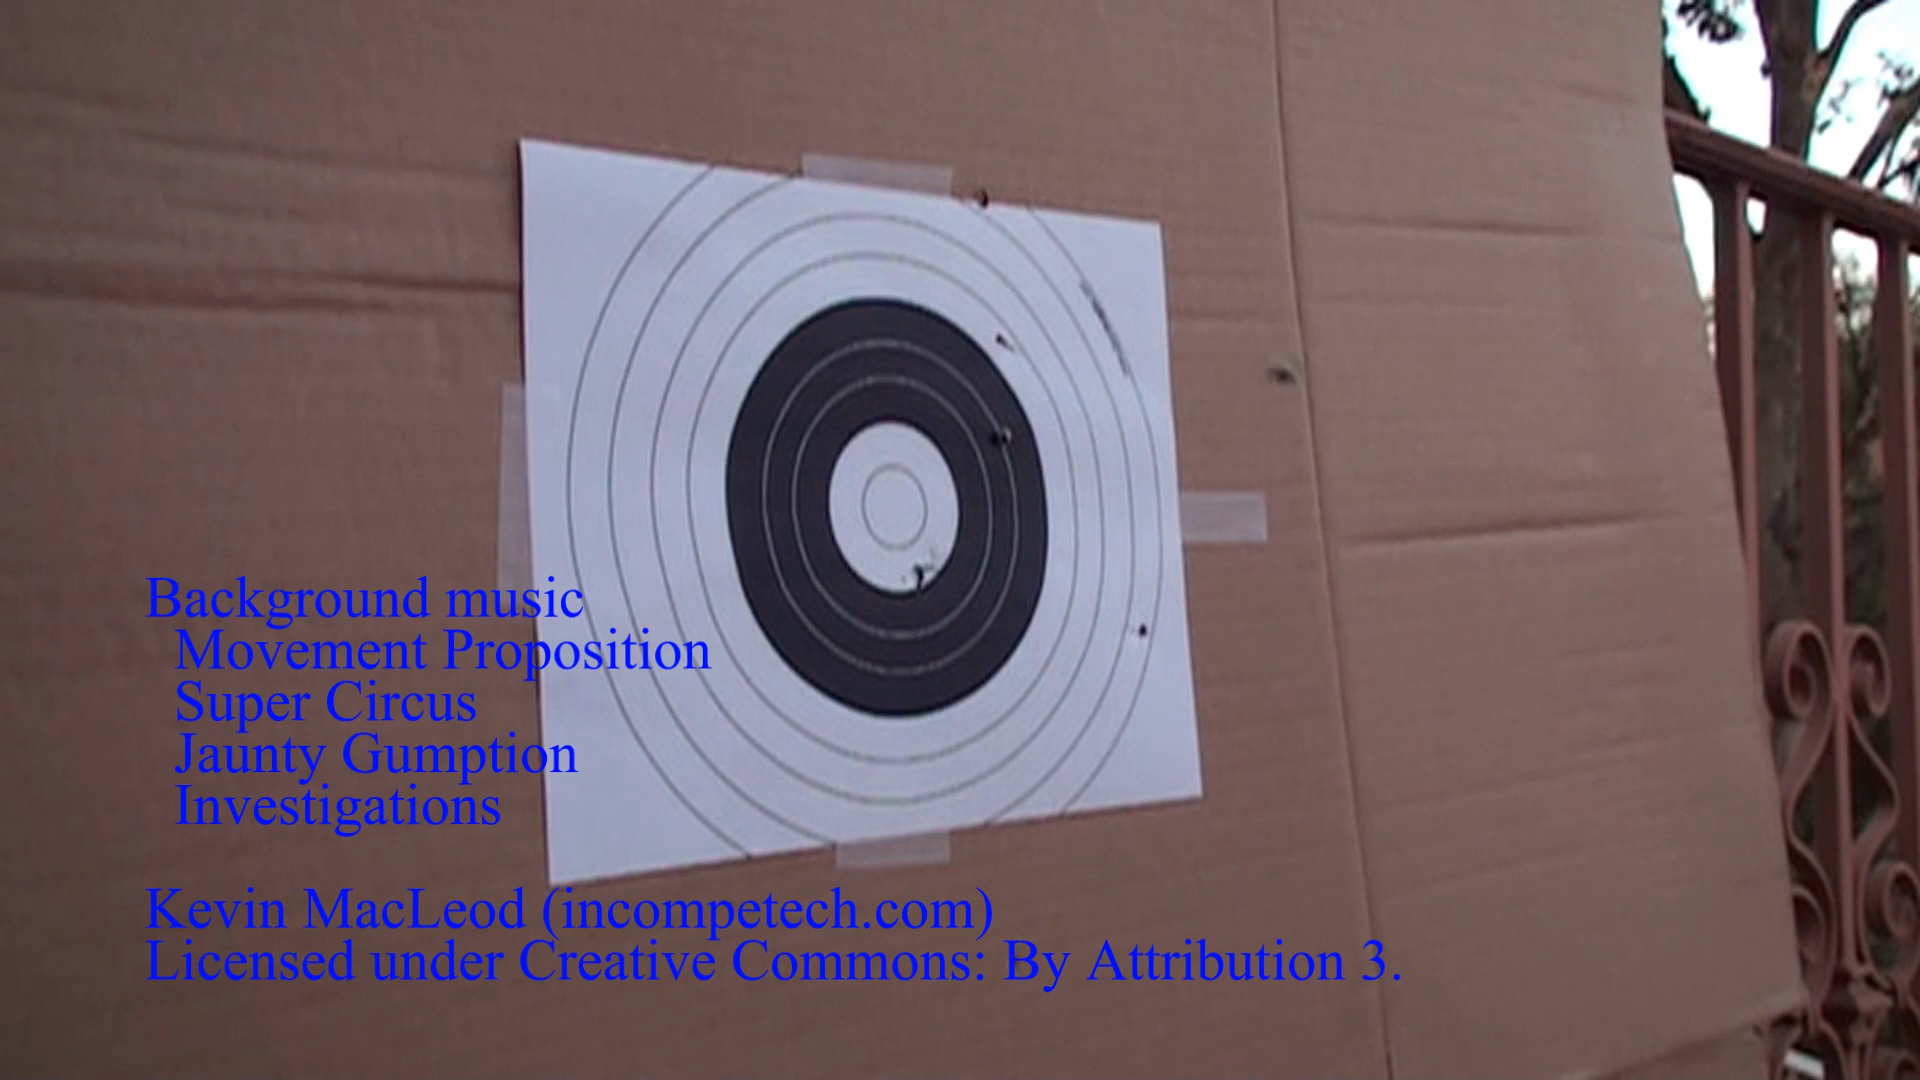 Background music
Movement Proposition
Super Circus
Jaunty Gumption
Investigations
Kevin MacLeod (incompetech.com)
Licensed under Creative Commons: By Attribution 3.